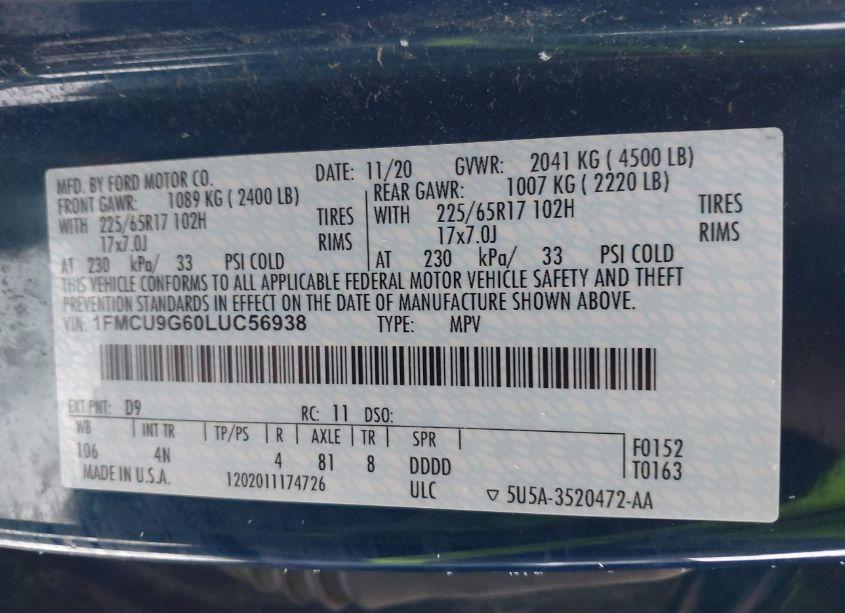 MFD. BY FORD MOTOR CO. DATE: 11/20 GVWR: 2041 KG ( 4500 LB)
FRONT GAWR: 1089 KG ( 2400 LB) REAR GAWR: 1007 KG ( 2220 LB)
WITH 225/65R17 102H TIRES WITH 225/65R17 102H TIRES
17x7.0J RIMS 17x7.0J RIMS
AT 230 kPa/ 33 PSI COLD AT 230 kPa/ 33 PSI COLD
THIS VEHICLE CONFORMS TO ALL APPLICABLE FEDERAL MOTOR VEHICLE SAFETY AND THEFT
PREVENTION STANDARDS IN EFFECT ON THE DATE OF MANUFACTURE SHOWN ABOVE.
VIN: 1FMCU9G60LUC56938 TYPE: MPV
EXT PNT: D9 RC: 11 DSO:
WB INT TR TP/PS R AXLE TR SPR F0152
106 4N 4 81 8 DDDD T0163
MADE IN U.S.A. 1202011174726 ULC ▽ 5U5A-3520472-AA